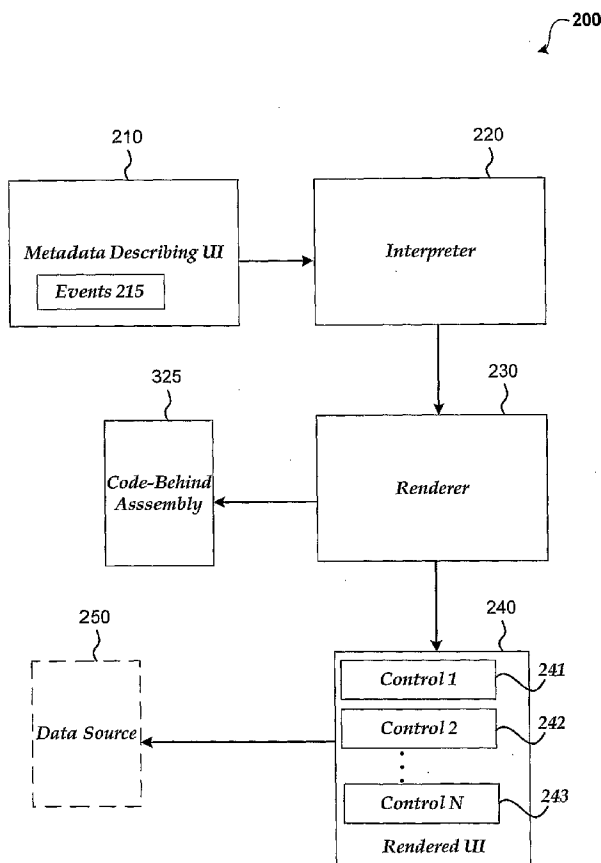 200
210
220
Metadata Describing UI
Interpreter
Events 215
325
230
Code-Behind
Asssembly
Renderer
250
240
Control 1
241
Data Source
Control 2
242
Control N
243
Rendered UI